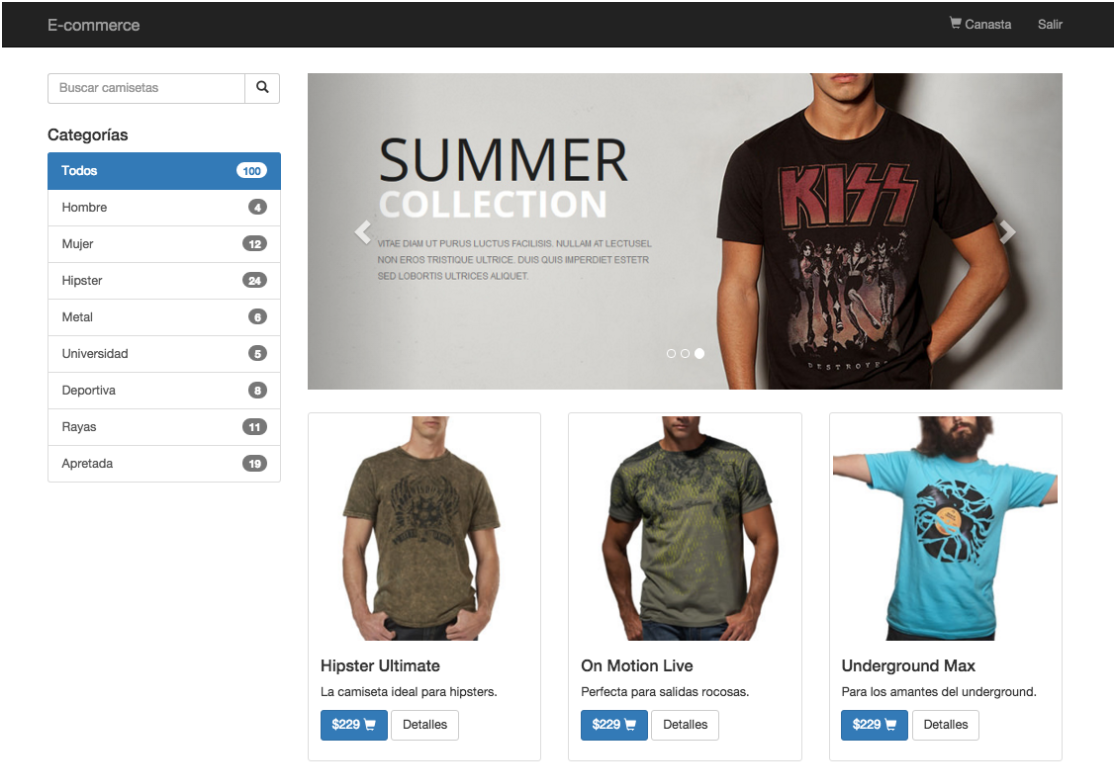 E-commerce
Canasta
Salir
Buscar camisetas
Categorías
Todos 100
Hombre 4
Mujer 12
Hipster 24
Metal 6
Universidad 5
Deportiva 8
Rayas 11
Apretada 19
SUMMER
COLLECTION
VITAE DIAM UT PURUS LUCTUS FACILISIS. NULLAM AT LECTUSEL
NON EROS TRISTIQUE ULTRICE. DUIS QUIS IMPERDIET ESTETR
SED LOBORTIS ULTRICES ALIQUET.
KISS
DESTROYER
Hipster Ultimate
La camiseta ideal para hipsters.
$229 Detalles
On Motion Live
Perfecta para salidas rocosas.
$229 Detalles
Underground Max
Para los amantes del underground.
$229 Detalles